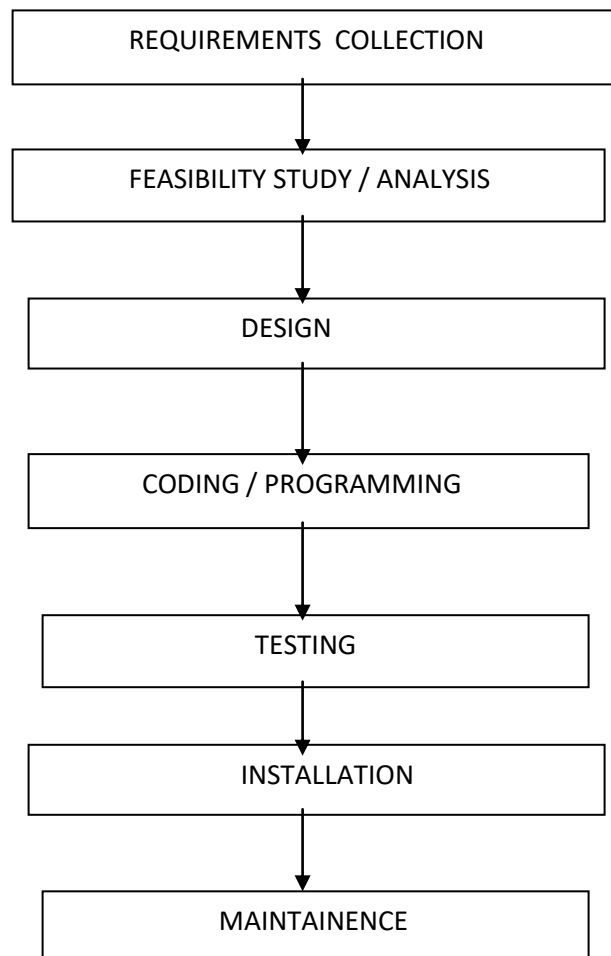 REQUIREMENTS COLLECTION
FEASIBILITY STUDY / ANALYSIS
DESIGN
CODING / PROGRAMMING
TESTING
INSTALLATION
MAINTAINENCE